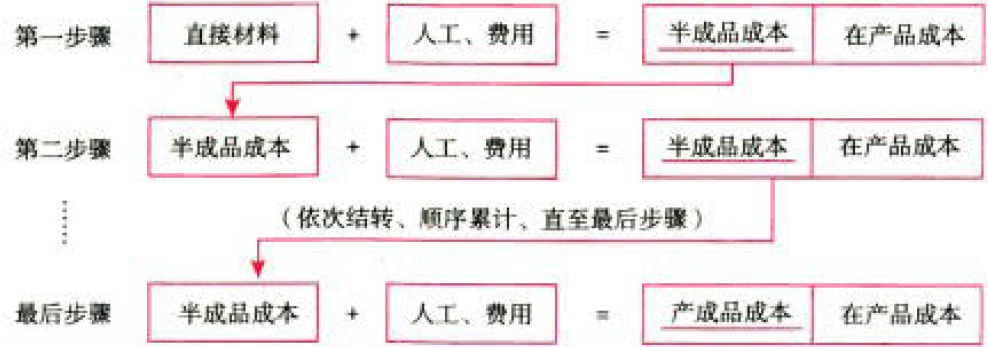 第一步骤 直接材料 + 人工、费用 = 半成品成本 在产品成本
第二步骤 半成品成本 + 人工、费用 = 半成品成本 在产品成本
⋮ (依次结转、顺序累计、直至最后步骤)
最后步骤 半成品成本 + 人工、费用 = 产成品成本 在产品成本